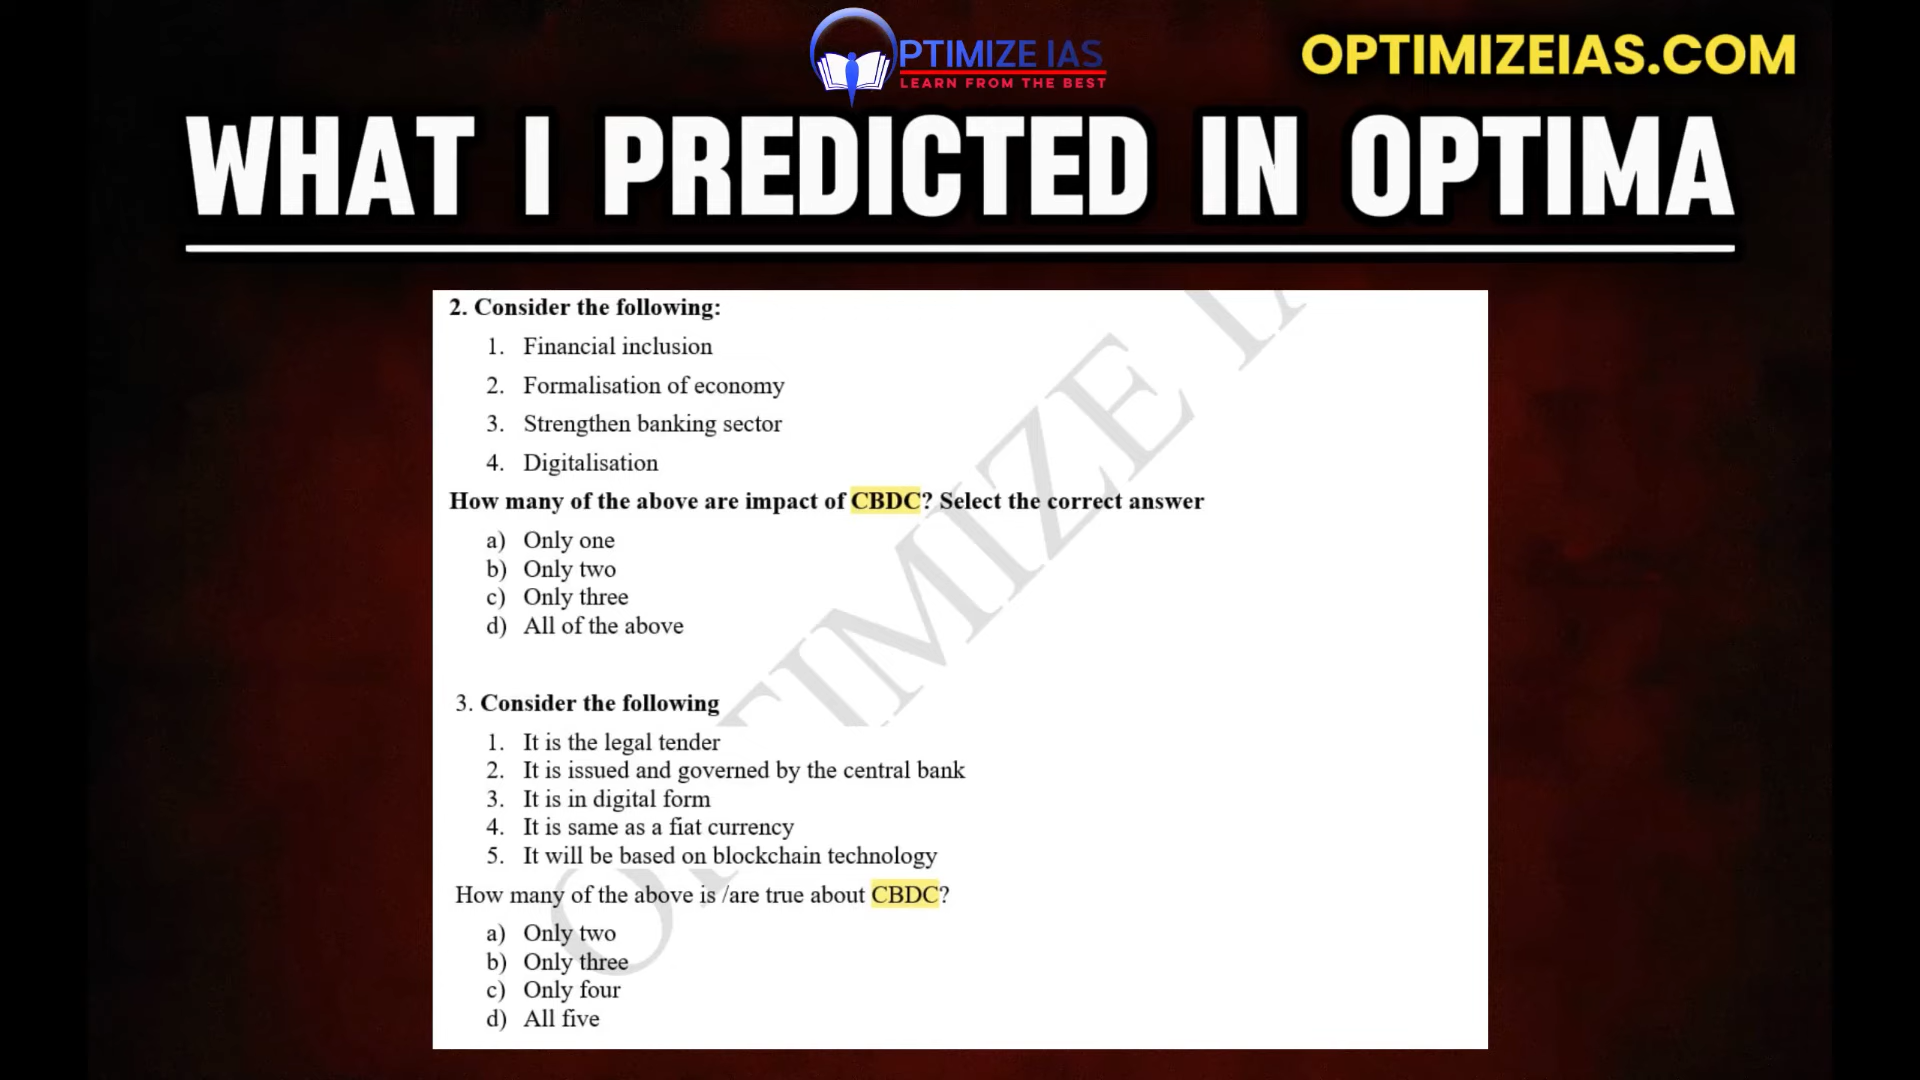 OPTIMIZE IAS
LEARN FROM THE BEST
OPTIMIZEIAS.COM
WHAT I PREDICTED IN OPTIMA
2. Consider the following:
1. Financial inclusion
2. Formalisation of economy
3. Strengthen banking sector
4. Digitalisation
How many of the above are impact of CBDC? Select the correct answer
a) Only one
b) Only two
c) Only three
d) All of the above
3. Consider the following
1. It is the legal tender
2. It is issued and governed by the central bank
3. It is in digital form
4. It is same as a fiat currency
5. It will be based on blockchain technology
How many of the above is /are true about CBDC?
a) Only two
b) Only three
c) Only four
d) All five
OPTIMIZE IA